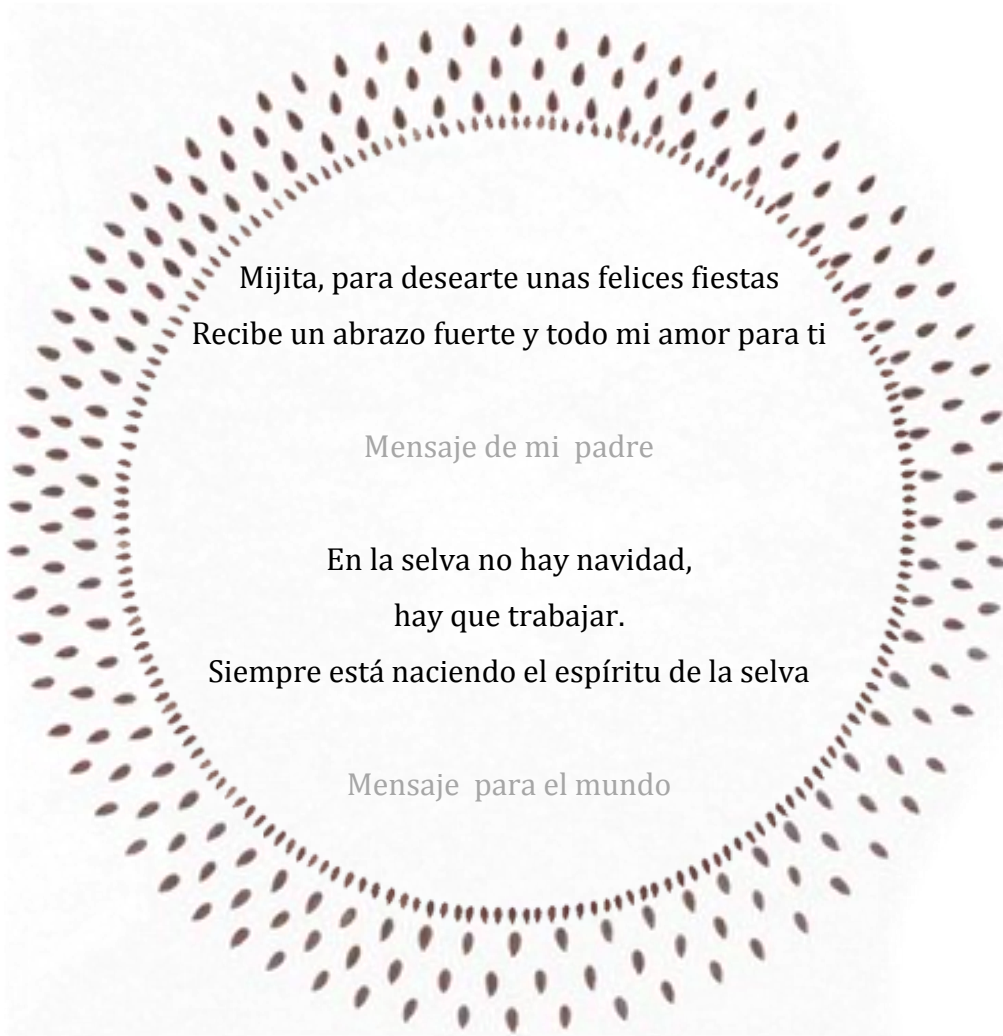 Mijita, para desearte unas felices fiestas
Recibe un abrazo fuerte y todo mi amor para ti
Mensaje de mi padre
En la selva no hay navidad,
hay que trabajar.
Siempre está naciendo el espíritu de la selva
Mensaje para el mundo